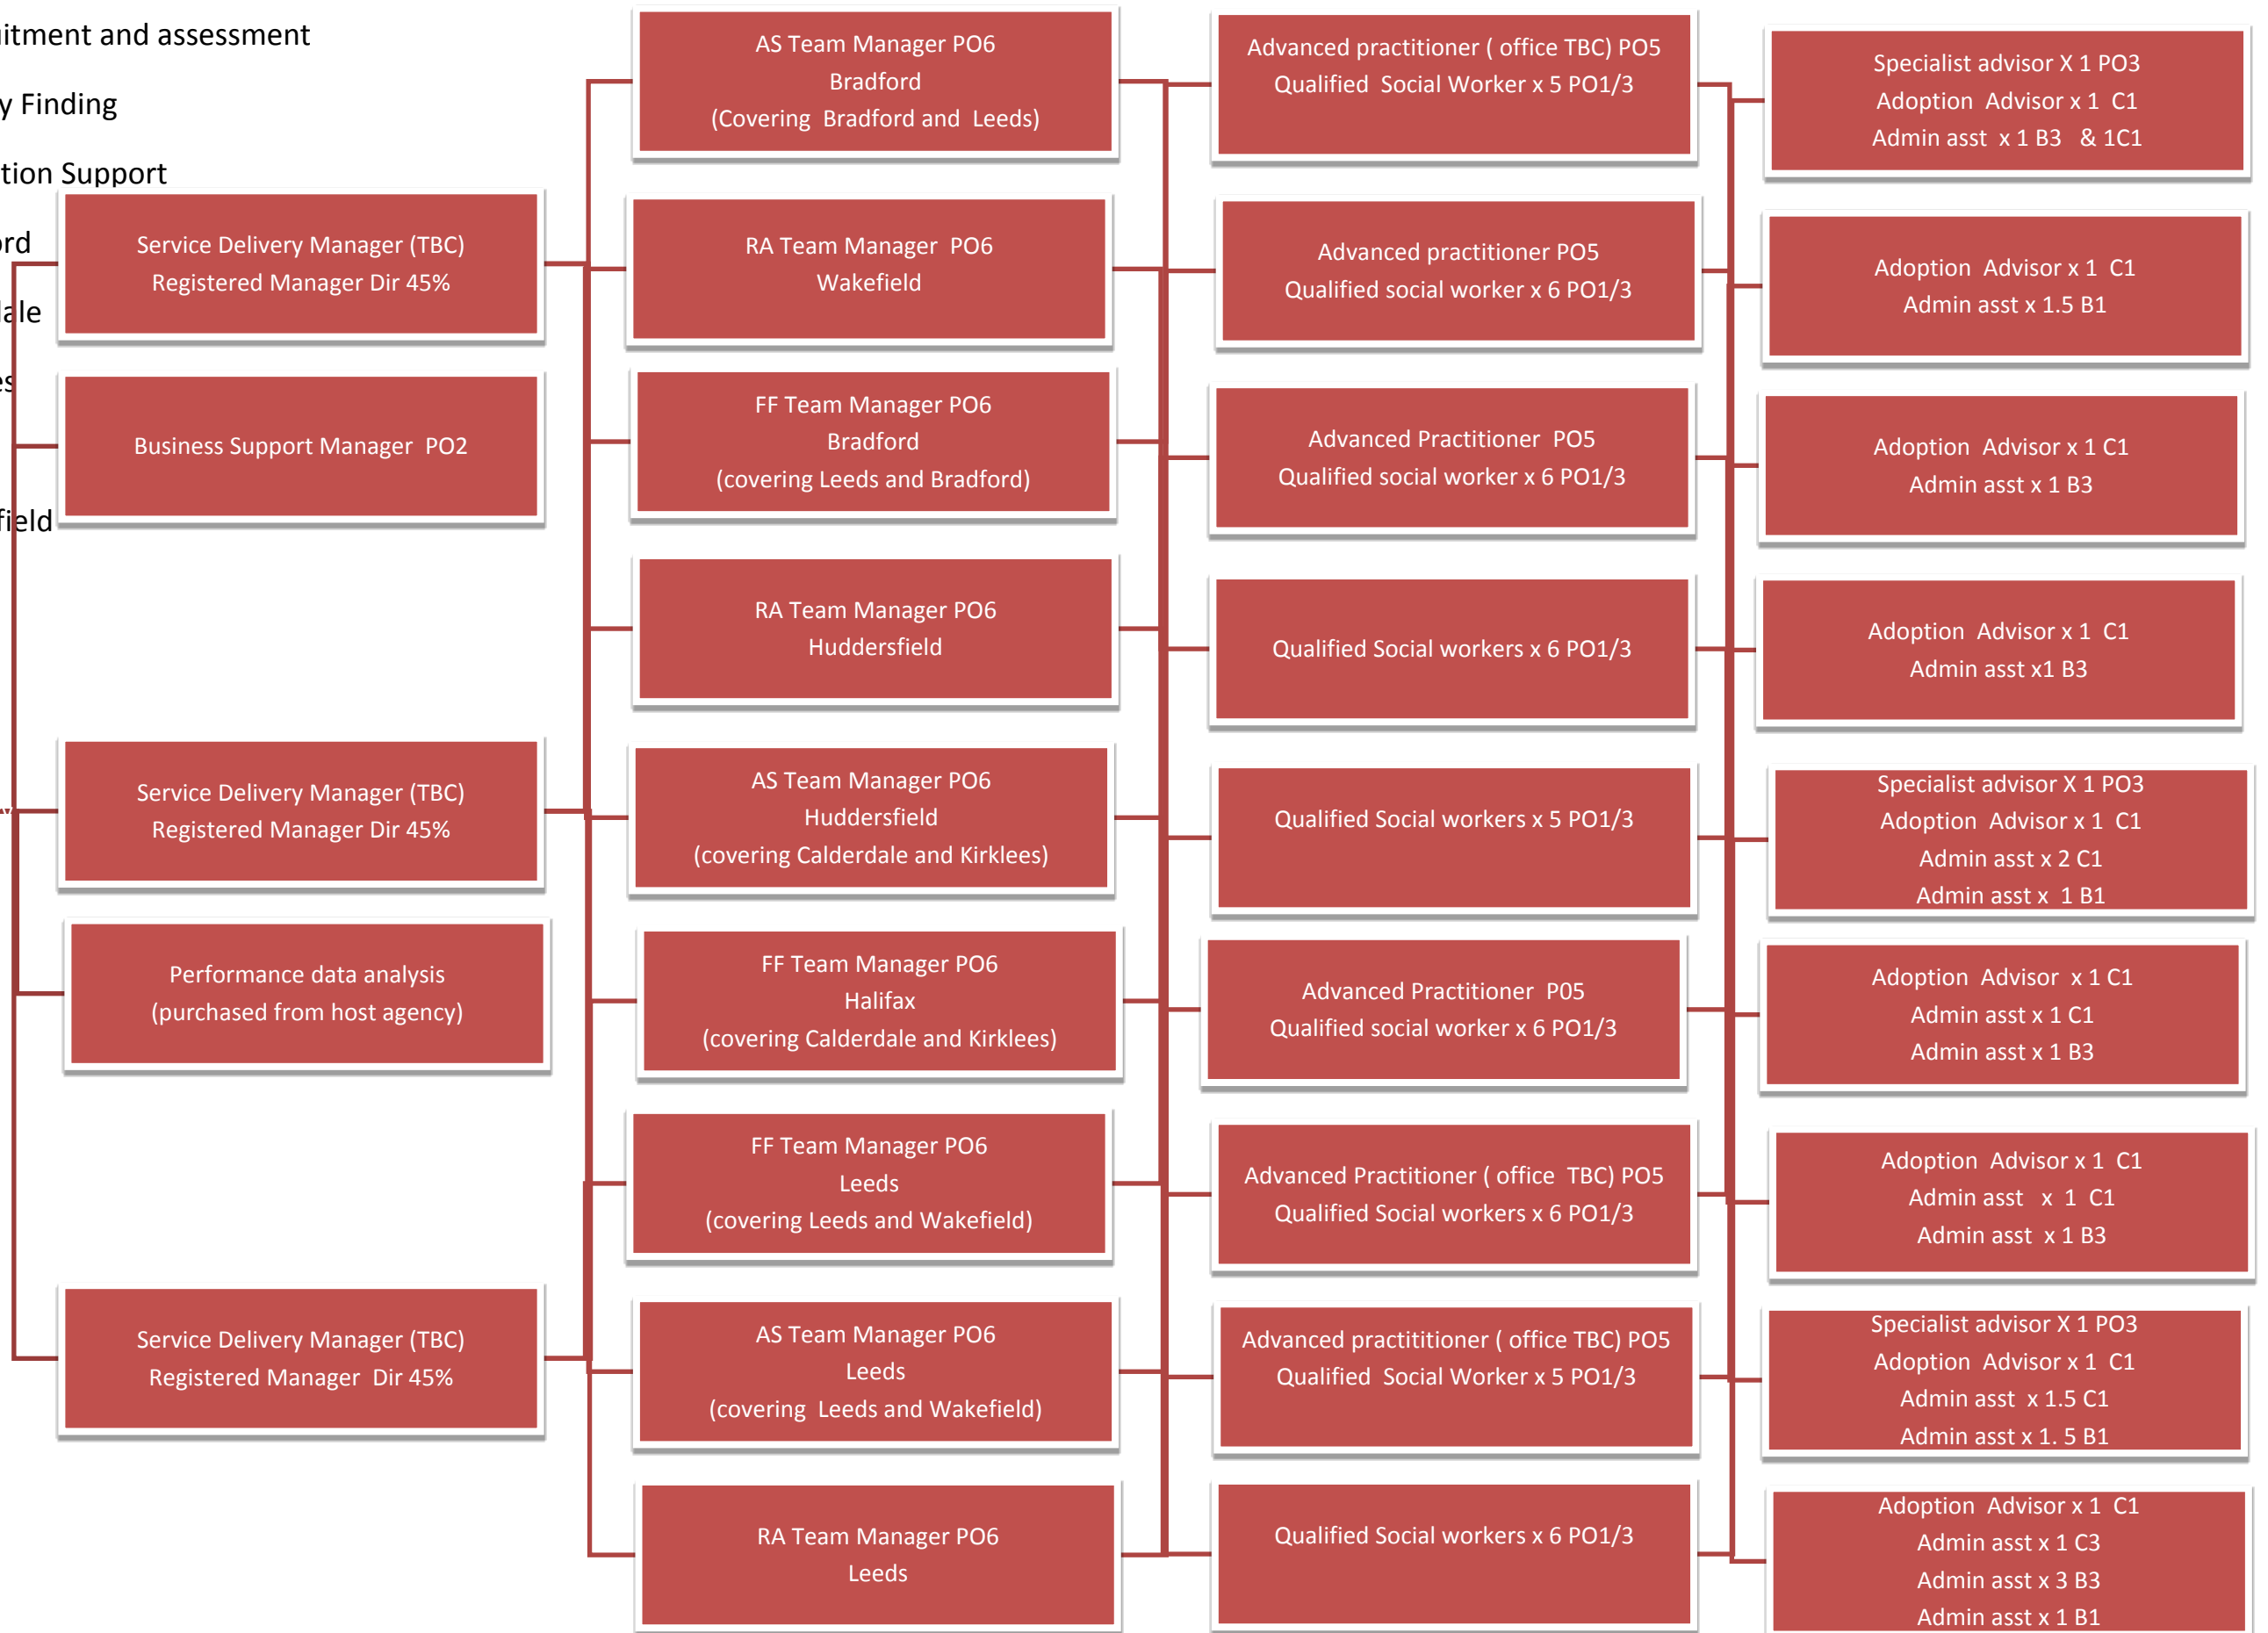 uitment and assessment
y Finding
tion Support
ord
dale
es
field
y
Service Delivery Manager (TBC)
Registered Manager Dir 45%
Business Support Manager PO2
Service Delivery Manager (TBC)
Registered Manager Dir 45%
Performance data analysis
(purchased from host agency)
Service Delivery Manager (TBC)
Registered Manager Dir 45%
AS Team Manager PO6
Bradford
(Covering Bradford and Leeds)
RA Team Manager PO6
Wakefield
FF Team Manager PO6
Bradford
(covering Leeds and Bradford)
RA Team Manager PO6
Huddersfield
AS Team Manager PO6
Huddersfield
(covering Calderdale and Kirklees)
FF Team Manager PO6
Halifax
(covering Calderdale and Kirklees)
FF Team Manager PO6
Leeds
(covering Leeds and Wakefield)
AS Team Manager PO6
Leeds
(covering Leeds and Wakefield)
RA Team Manager PO6
Leeds
Advanced practitioner ( office TBC) PO5
Qualified Social Worker x 5 PO1/3
Advanced practitioner PO5
Qualified social worker x 6 PO1/3
Advanced Practitioner PO5
Qualified social worker x 6 PO1/3
Qualified Social workers x 6 PO1/3
Qualified Social workers x 5 PO1/3
Advanced Practitioner P05
Qualified social worker x 6 PO1/3
Advanced Practitioner ( office TBC) PO5
Qualified Social workers x 6 PO1/3
Advanced practititioner ( office TBC) PO5
Qualified Social Worker x 5 PO1/3
Qualified Social workers x 6 PO1/3
Specialist advisor X 1 PO3
Adoption Advisor x 1 C1
Admin asst x 1 B3 & 1C1
Adoption Advisor x 1 C1
Admin asst x 1.5 B1
Adoption Advisor x 1 C1
Admin asst x 1 B3
Adoption Advisor x 1 C1
Admin asst x1 B3
Specialist advisor X 1 PO3
Adoption Advisor x 1 C1
Admin asst x 2 C1
Admin asst x 1 B1
Adoption Advisor x 1 C1
Admin asst x 1 C1
Admin asst x 1 B3
Adoption Advisor x 1 C1
Admin asst x 1 C1
Admin asst x 1 B3
Specialist advisor X 1 PO3
Adoption Advisor x 1 C1
Admin asst x 1.5 C1
Admin asst x 1. 5 B1
Adoption Advisor x 1 C1
Admin asst x 1 C3
Admin asst x 3 B3
Admin asst x 1 B1